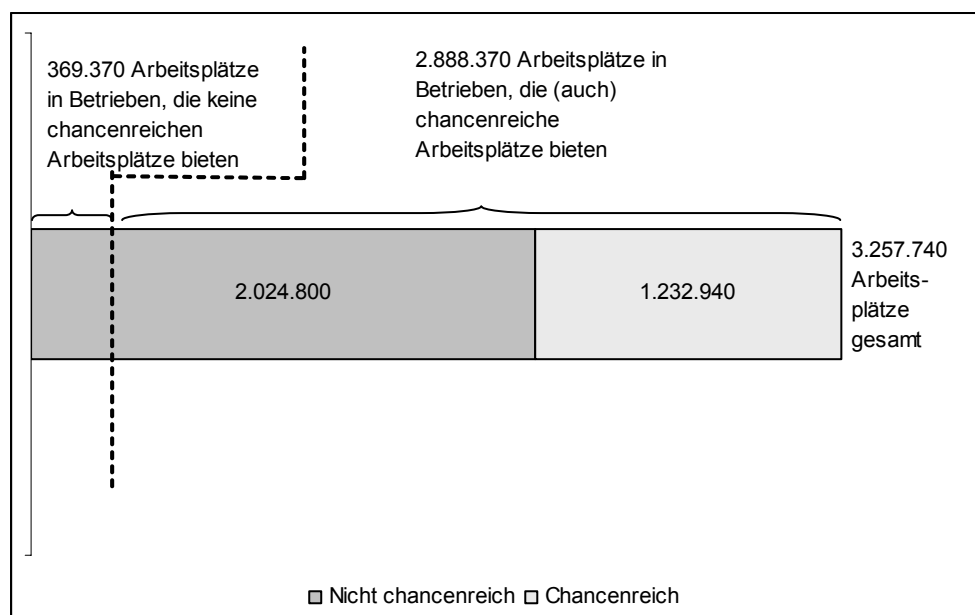 369.370 Arbeitsplätze
in Betrieben, die keine
chancenreichen
Arbeitsplätze bieten
2.888.370 Arbeitsplätze in
Betrieben, die (auch)
chancenreiche
Arbeitsplätze bieten
2.024.800
1.232.940
3.257.740
Arbeits-
plätze
gesamt
Nicht chancenreich
Chancenreich